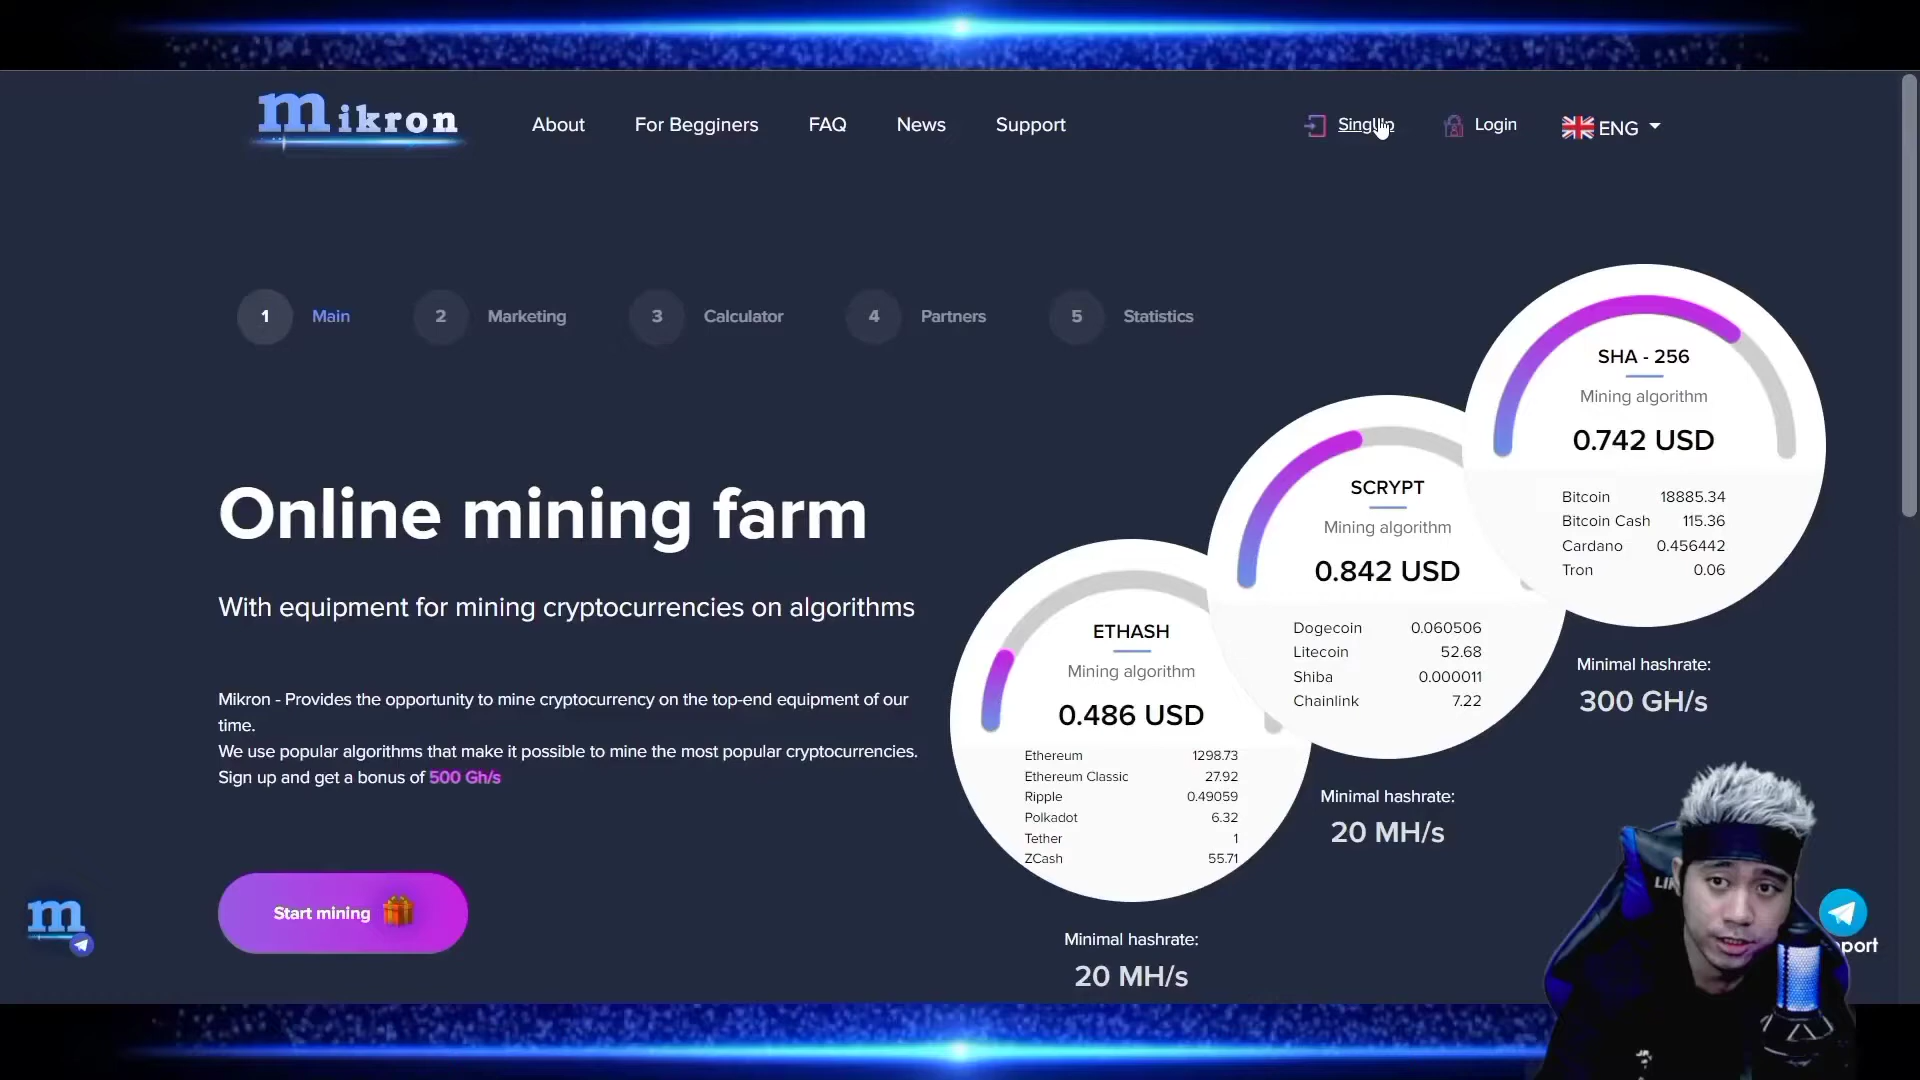 mikron
About
For Begginers
FAQ
News
Support
SingUp
Login
ENG
1 Main
2 Marketing
3 Calculator
4 Partners
5 Statistics
Online mining farm
With equipment for mining cryptocurrencies on algorithms
Mikron - Provides the opportunity to mine cryptocurrency on the top-end equipment of our
time.
We use popular algorithms that make it possible to mine the most popular cryptocurrencies.
Sign up and get a bonus of 500 Gh/s
Start mining
m
ETHASH
Mining algorithm
0.486 USD
Ethereum 1298.73
Ethereum Classic 27.92
Ripple 0.49059
Polkadot 6.32
Tether 1
ZCash 55.71
Minimal hashrate:
20 MH/s
SCRYPT
Mining algorithm
0.842 USD
Dogecoin 0.060506
Litecoin 52.68
Shiba 0.000011
Chainlink 7.22
Minimal hashrate:
20 MH/s
SHA - 256
Mining algorithm
0.742 USD
Bitcoin 18885.34
Bitcoin Cash 115.36
Cardano 0.456442
Tron 0.06
Minimal hashrate:
300 GH/s